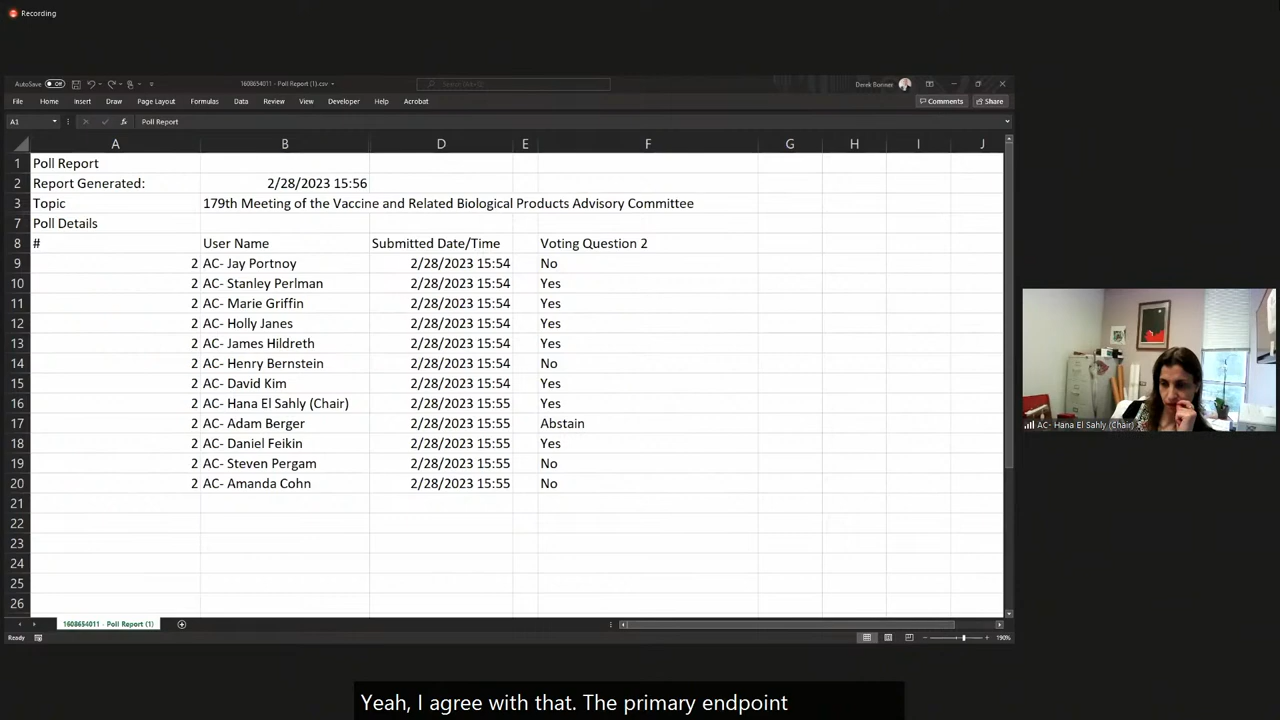 Recording
AutoSave Off
1608654011 - Poll Report (1).csv
Search (Alt+Q)
Derek Bonner
File Home Insert Draw Page Layout Formulas Data Review View Developer Help Acrobat
Comments Share
A1 fx Poll Report
A B D E F G H I J
1 Poll Report
2 Report Generated: 2/28/2023 15:56
3 Topic 179th Meeting of the Vaccine and Related Biological Products Advisory Committee
7 Poll Details
8 # User Name Submitted Date/Time Voting Question 2
9 2 AC- Jay Portnoy 2/28/2023 15:54 No
10 2 AC- Stanley Perlman 2/28/2023 15:54 Yes
11 2 AC- Marie Griffin 2/28/2023 15:54 Yes
12 2 AC- Holly Janes 2/28/2023 15:54 Yes
13 2 AC- James Hildreth 2/28/2023 15:54 Yes
14 2 AC- Henry Bernstein 2/28/2023 15:54 No
15 2 AC- David Kim 2/28/2023 15:54 Yes
16 2 AC- Hana El Sahly (Chair) 2/28/2023 15:55 Yes
17 2 AC- Adam Berger 2/28/2023 15:55 Abstain
18 2 AC- Daniel Feikin 2/28/2023 15:55 Yes
19 2 AC- Steven Pergam 2/28/2023 15:55 No
20 2 AC- Amanda Cohn 2/28/2023 15:55 No
21
22
23
24
25
26
1608654011 - Poll Report (1)
Ready
190%
AC- Hana El Sahly (Chair)
Yeah, I agree with that. The primary endpoint